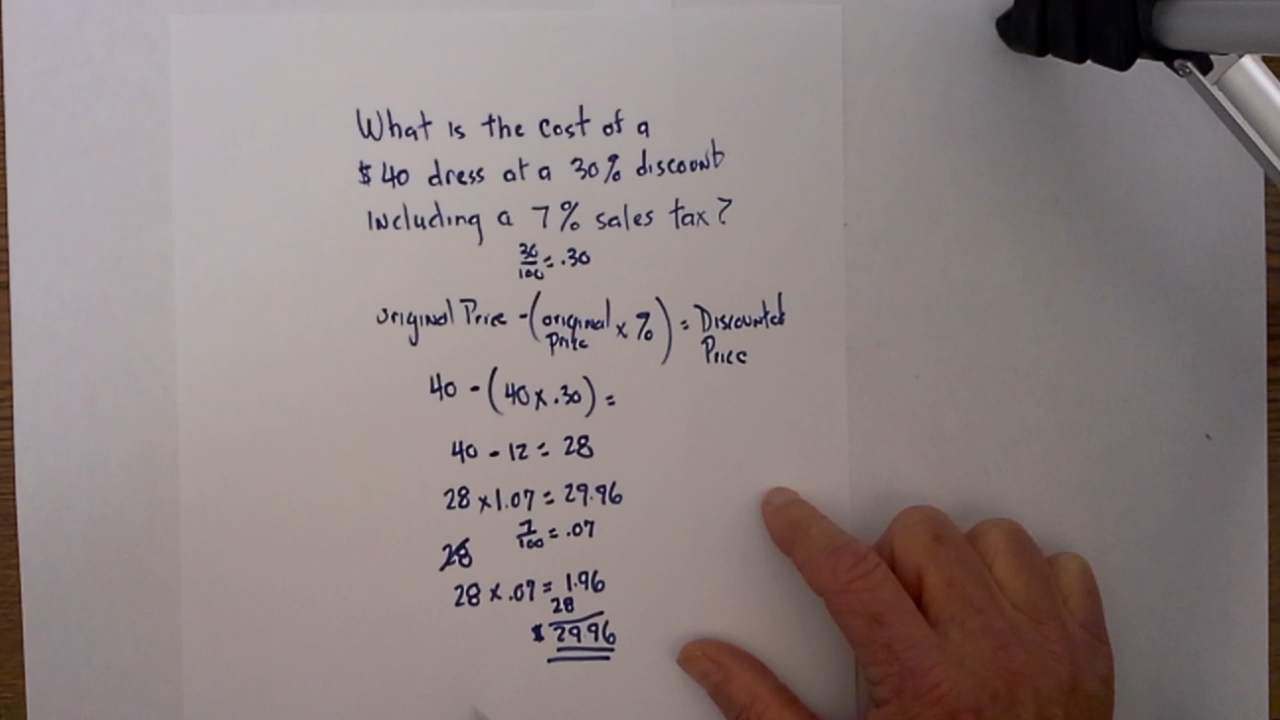 What is the cost of a
$40 dress at a 30% discount
Including a 7% sales tax?
30/100 = .30
original Price - (original Price x %) = Discounted Price
40 - (40 x .30) =
40 - 12 = 28
28 x 1.07 = 29.96
7/100 = .07
28
28 x .07 = 1.96
28
$ 29.96